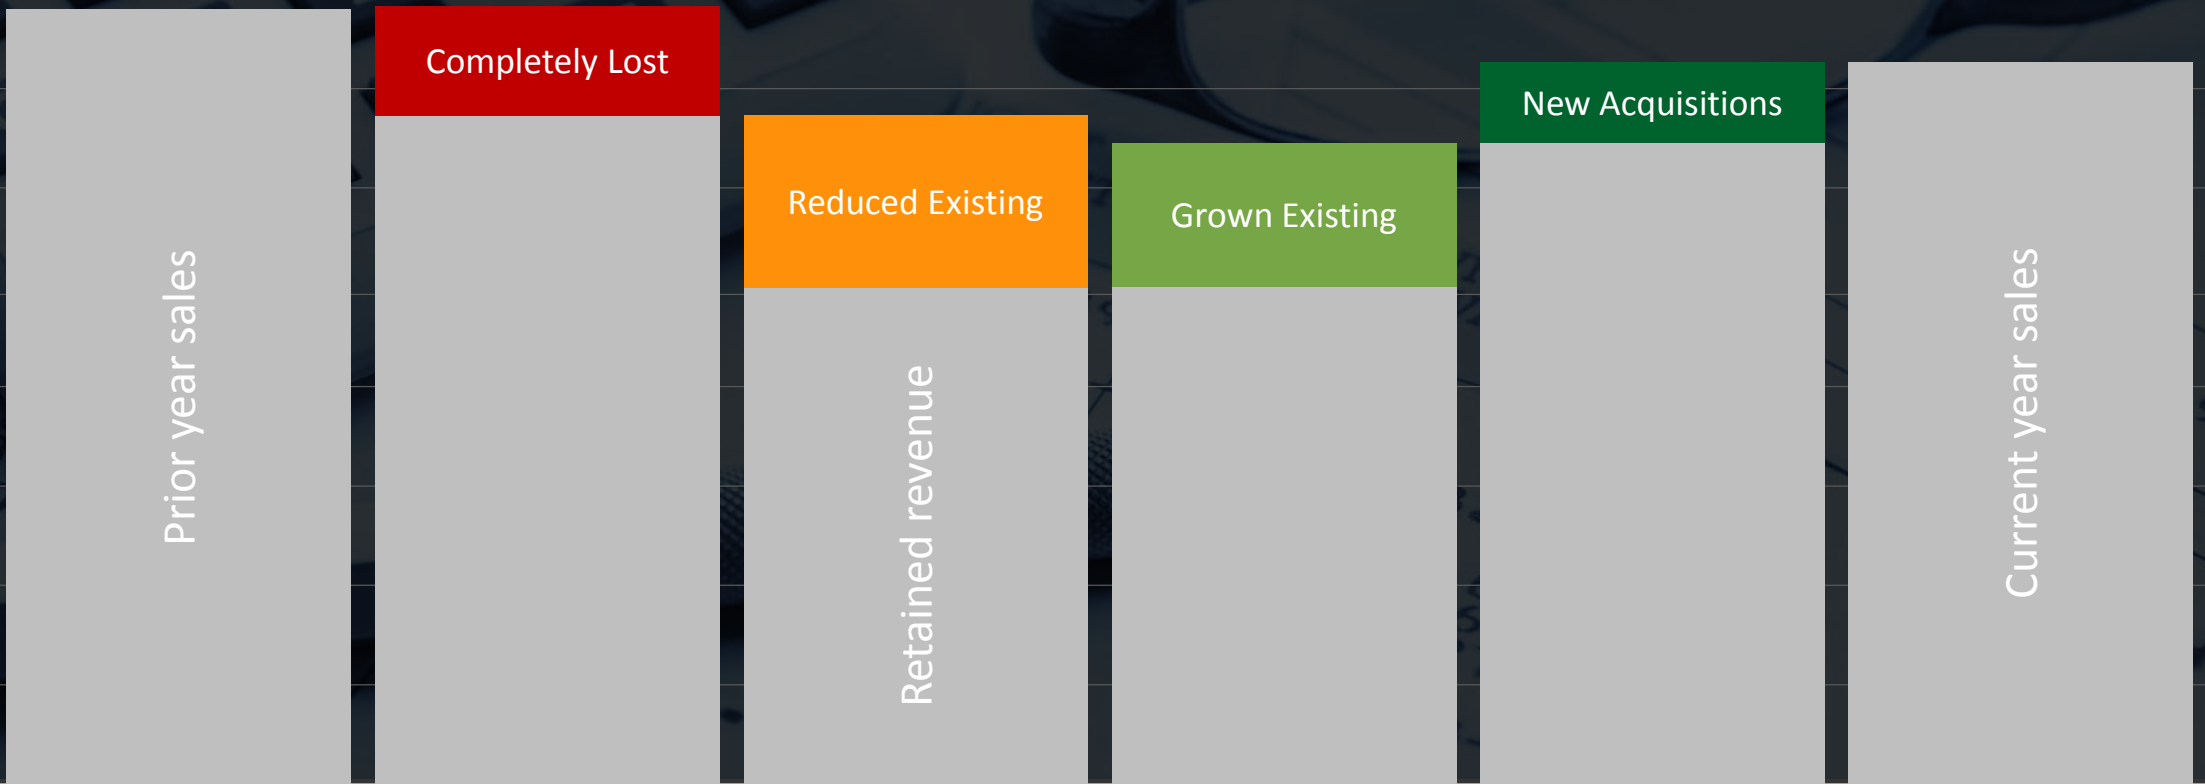 Prior year sales
Completely Lost
Reduced Existing
Retained revenue
Grown Existing
New Acquisitions
Current year sales